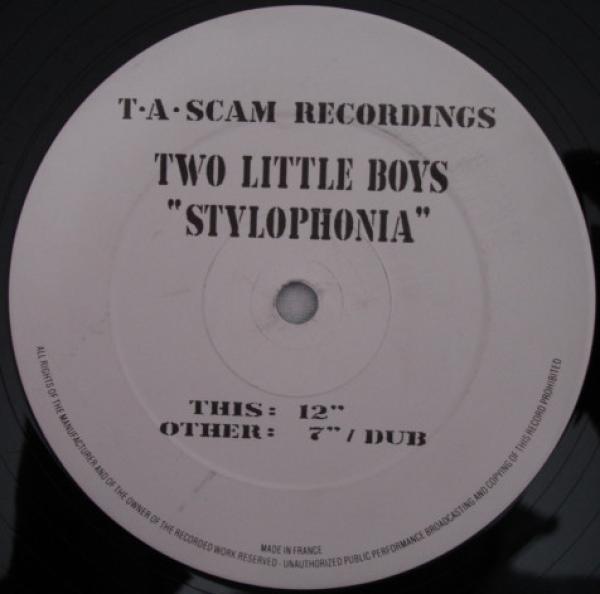 T·A·SCAM RECORDINGS
TWO LITTLE BOYS
"STYLOPHONIA"
THIS: 12"
OTHER: 7" / DUB
MADE IN FRANCE
ALL RIGHTS OF THE MANUFACTURER AND OF THE OWNER OF THE RECORDED WORK RESERVED - UNAUTHORIZED PUBLIC PERFORMANCE BROADCASTING AND COPYING OF THIS RECORD PROHIBITED